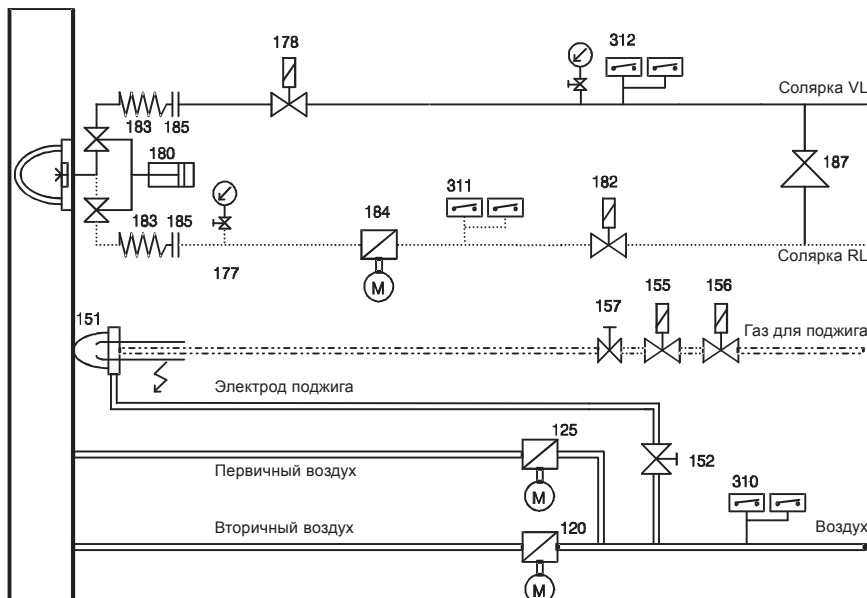 178
312
Солярка VL
183
185
180
187
311
182
183
185
184
177
Солярка RL
M
151
157
155
156
Газ для поджига
Электрод поджига
125
152
Первичный воздух
M
310
120
Вторичный воздух
Воздух
M